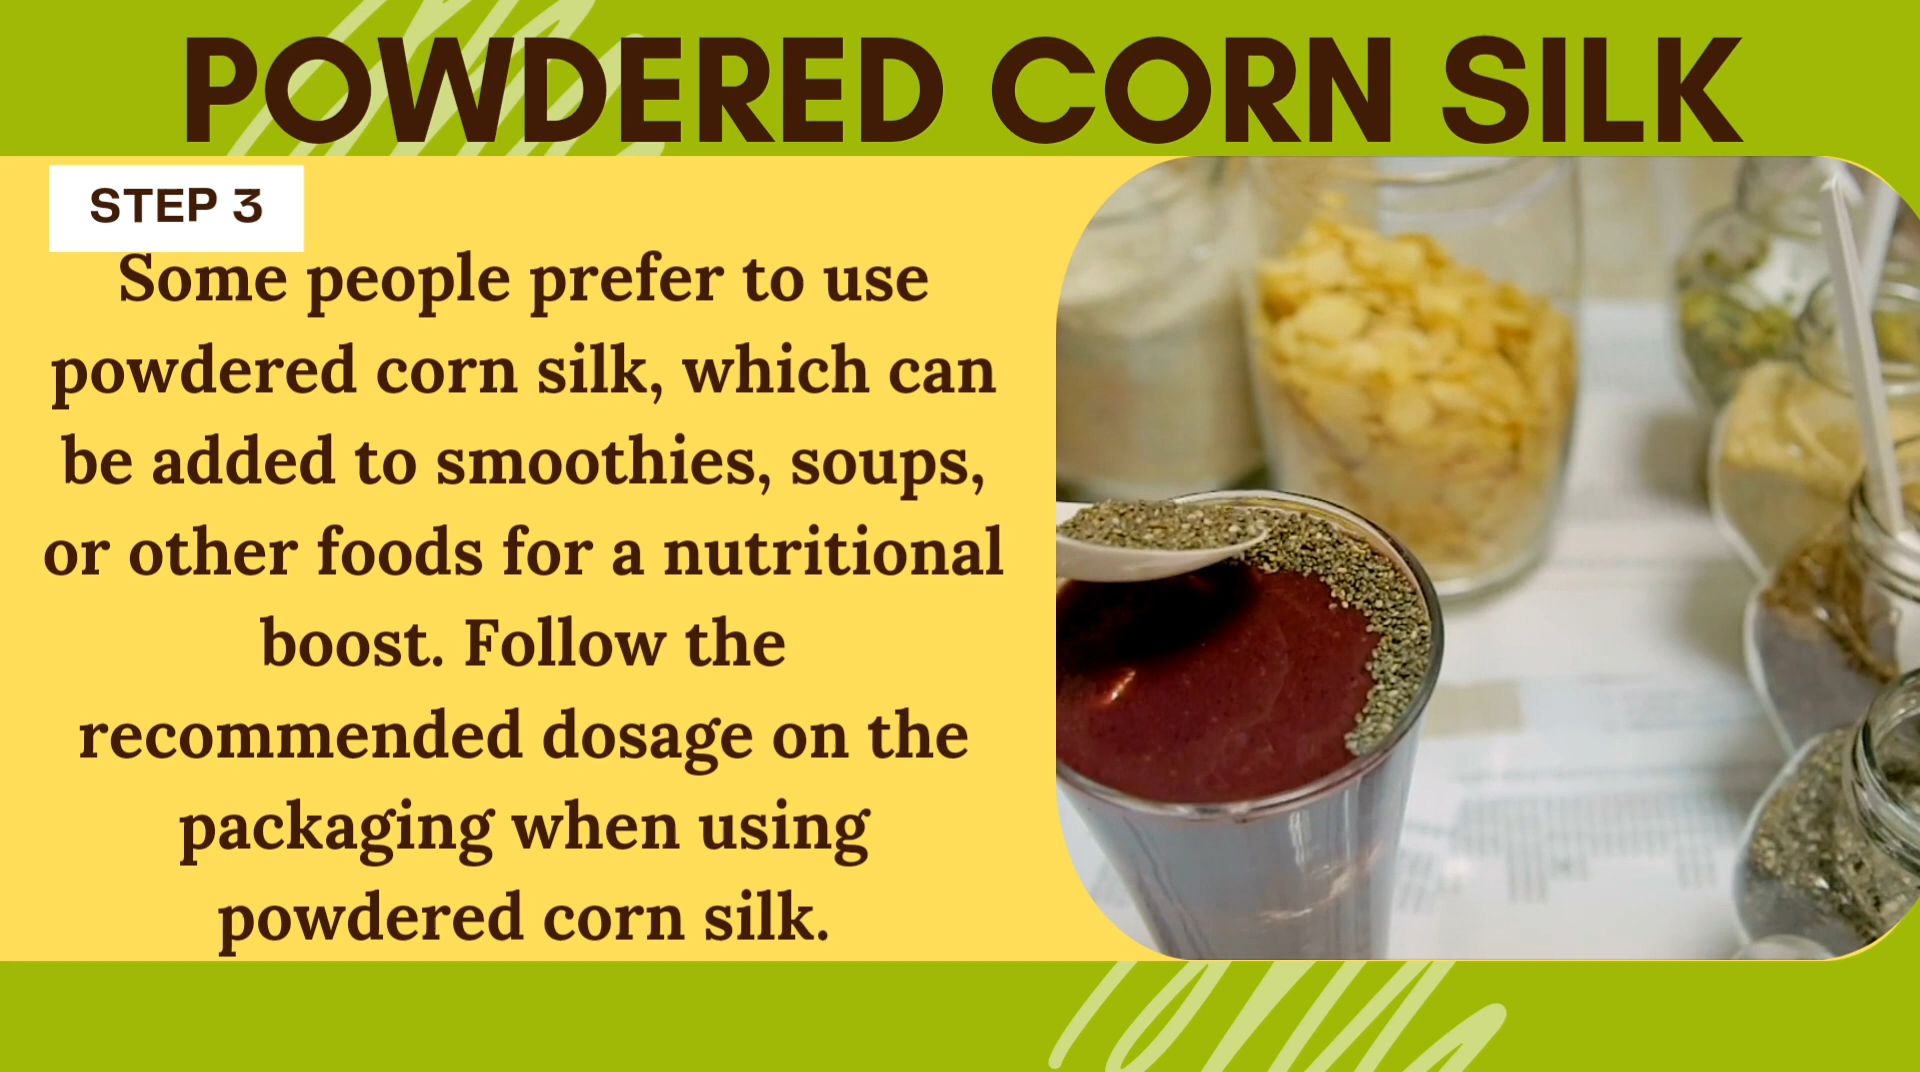 POWDERED CORN SILK
STEP 3
Some people prefer to use
powdered corn silk, which can
be added to smoothies, soups,
or other foods for a nutritional
boost. Follow the
recommended dosage on the
packaging when using
powdered corn silk.